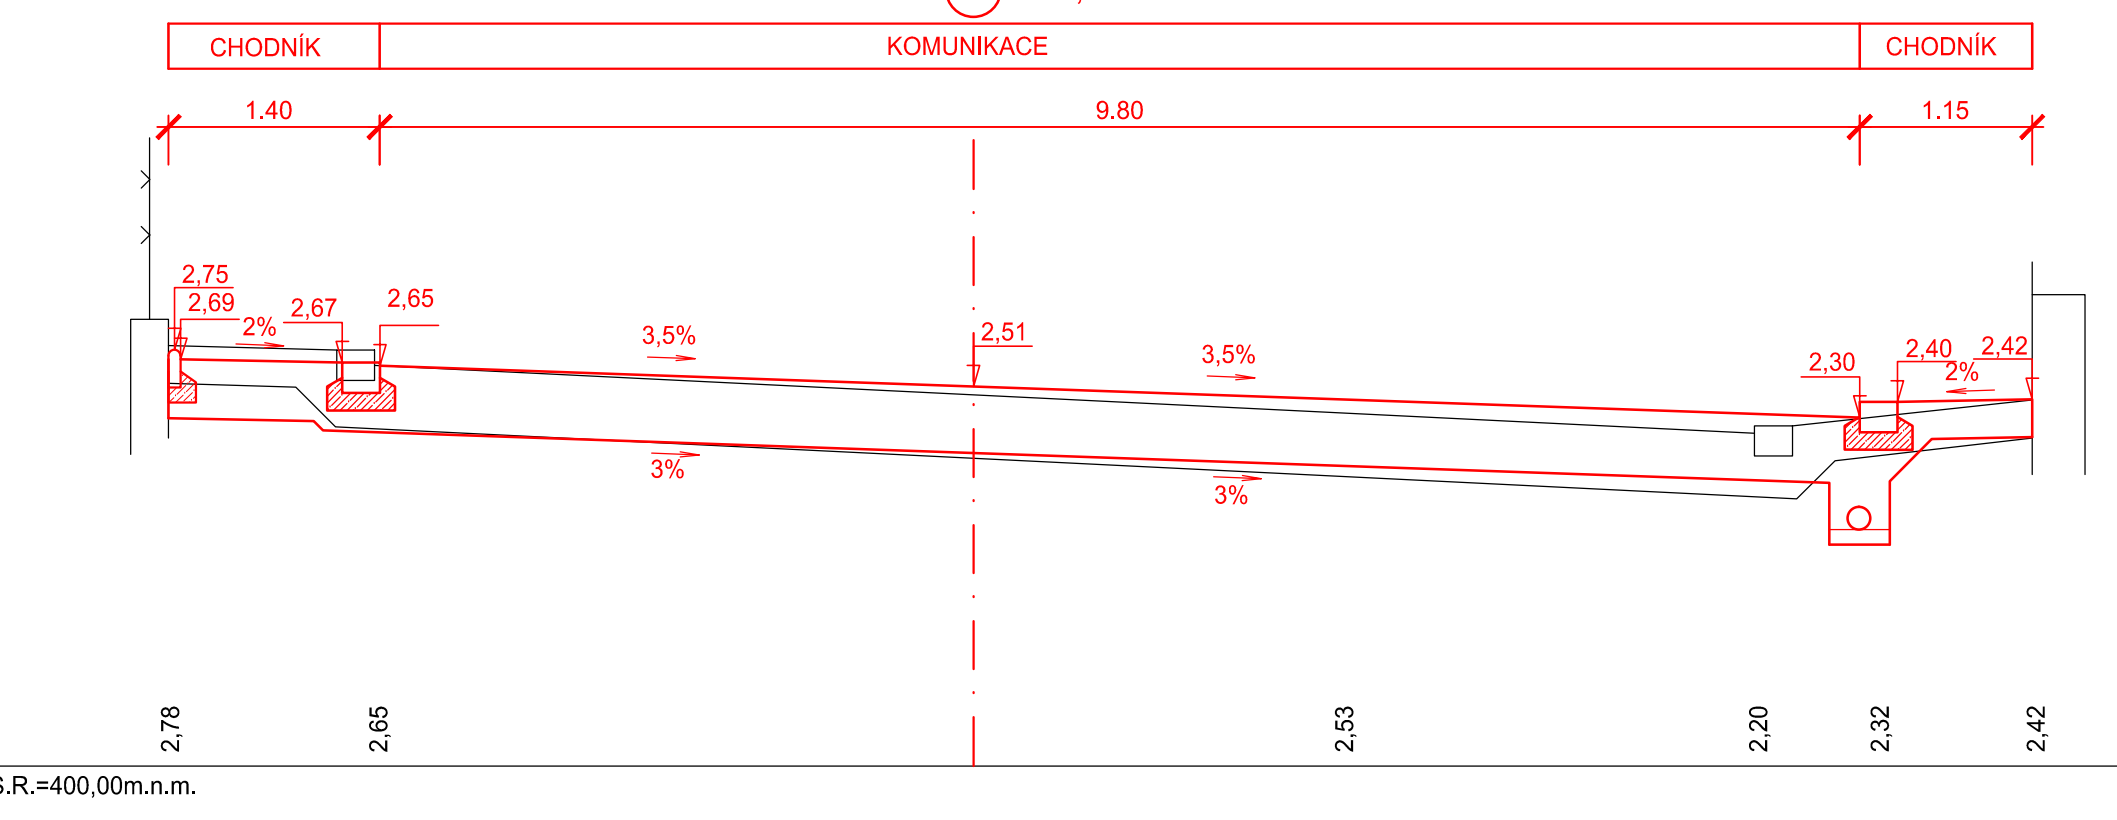 CHODNÍK KOMUNIKACE CHODNÍK
1.40 9.80 1.15
2,75
2,69 2,67 2,65
2% 3,5% 2,51 3,5% 2,30 2,40 2,42
2%
3% 3%
2,78 2,65 2,53 2,20 2,32 2,42
S.R.=400,00m.n.m.